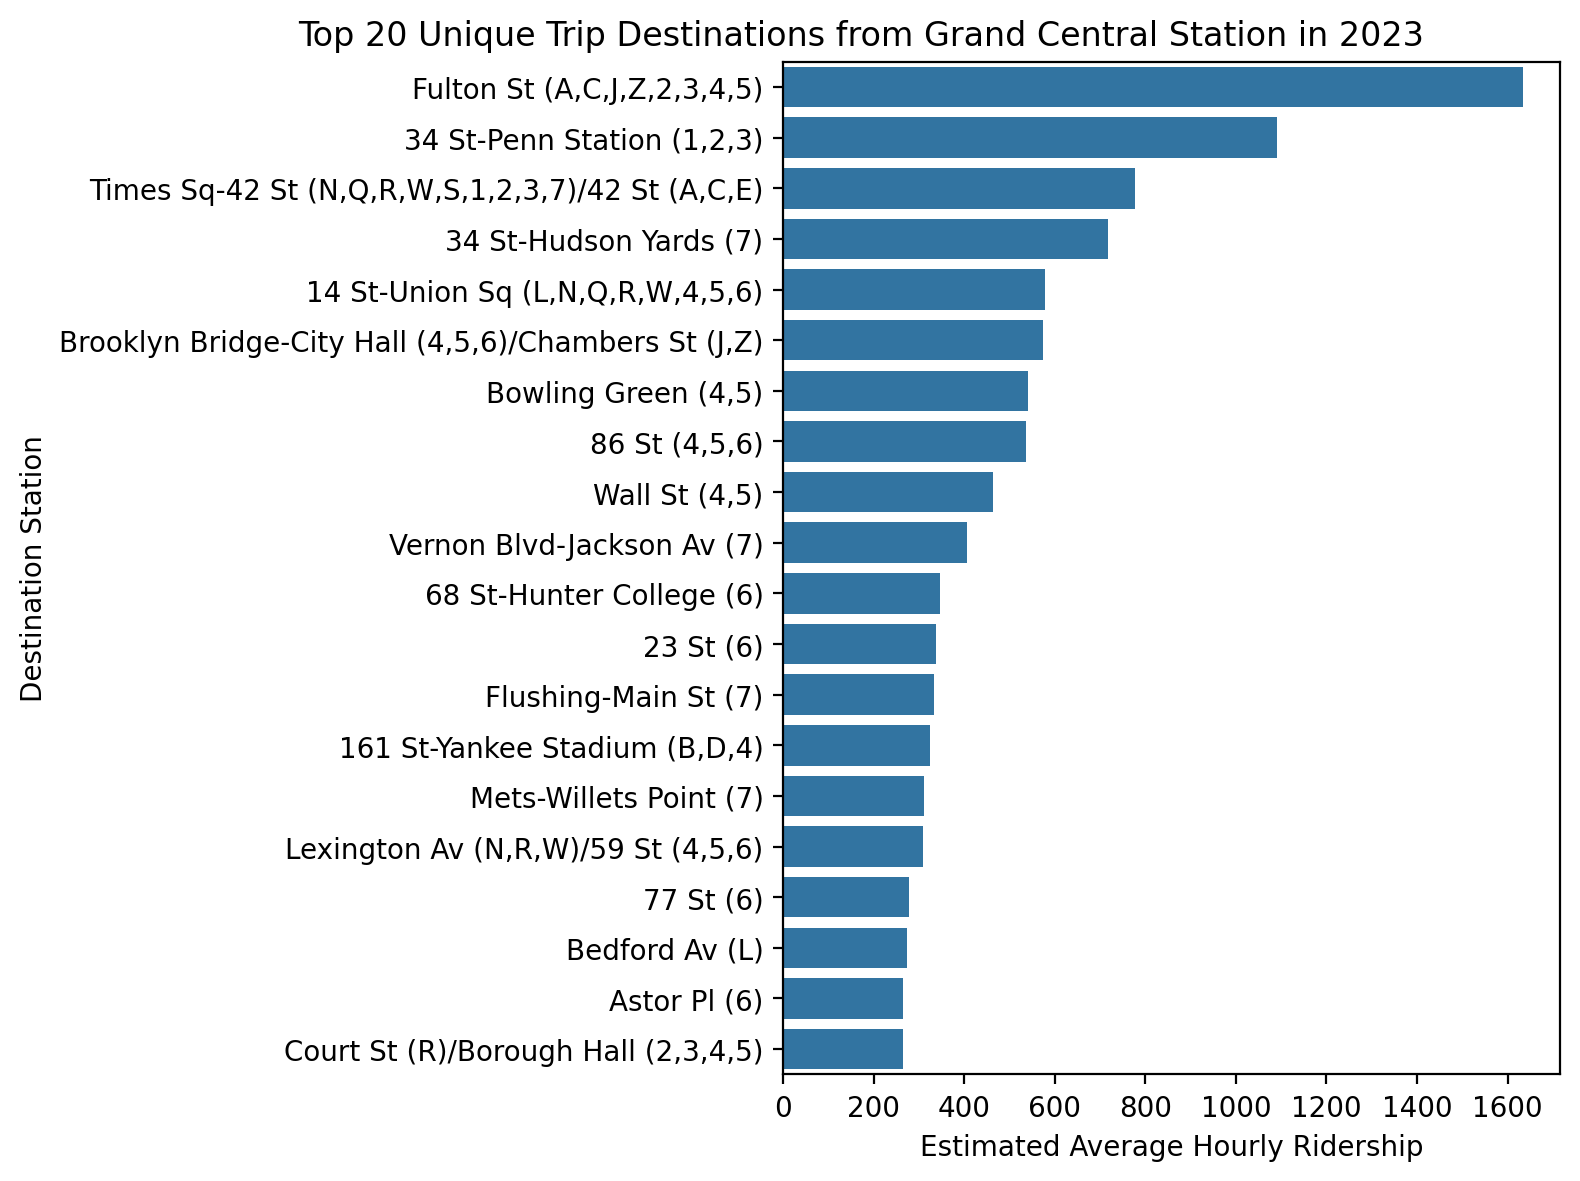 Top 20 Unique Trip Destinations from Grand Central Station in 2023
Fulton St (A,C,J,Z,2,3,4,5)
34 St-Penn Station (1,2,3)
Times Sq-42 St (N,Q,R,W,S,1,2,3,7)/42 St (A,C,E)
34 St-Hudson Yards (7)
14 St-Union Sq (L,N,Q,R,W,4,5,6)
Brooklyn Bridge-City Hall (4,5,6)/Chambers St (J,Z)
Bowling Green (4,5)
86 St (4,5,6)
Wall St (4,5)
Vernon Blvd-Jackson Av (7)
68 St-Hunter College (6)
23 St (6)
Flushing-Main St (7)
161 St-Yankee Stadium (B,D,4)
Mets-Willets Point (7)
Lexington Av (N,R,W)/59 St (4,5,6)
77 St (6)
Bedford Av (L)
Astor Pl (6)
Court St (R)/Borough Hall (2,3,4,5)
Destination Station
0 200 400 600 800 1000 1200 1400 1600
Estimated Average Hourly Ridership